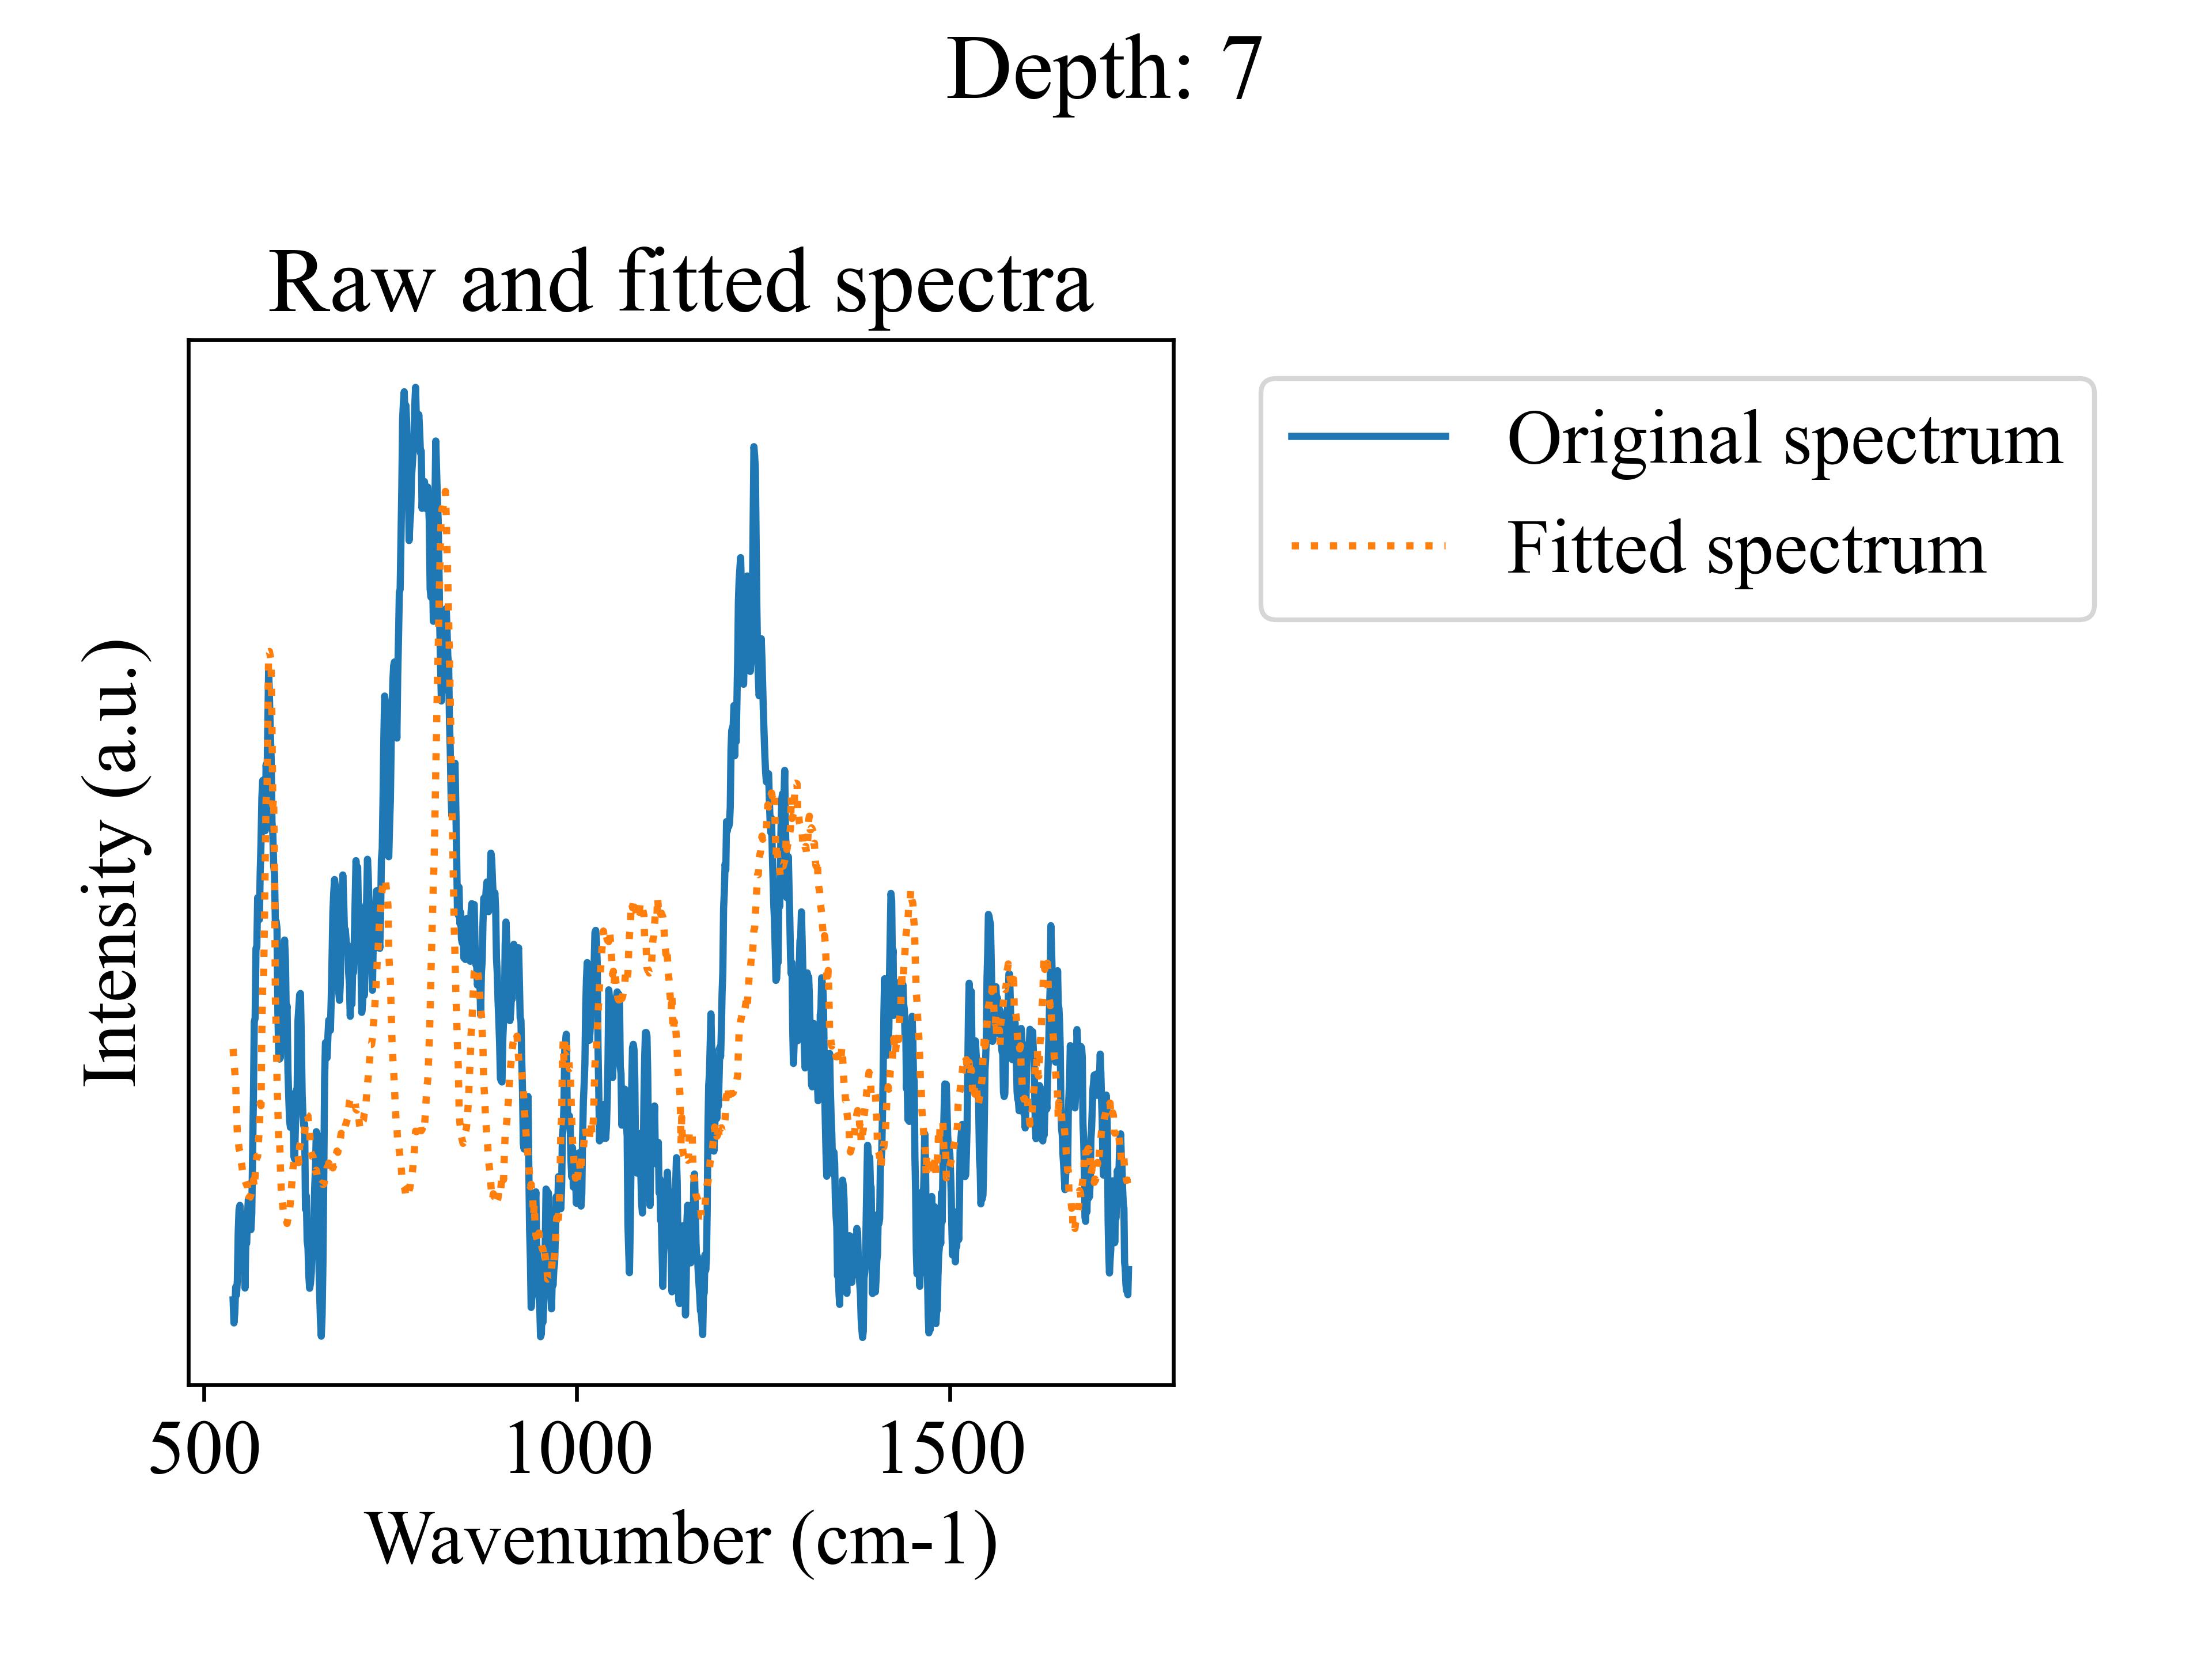 Depth: 7
Raw and fitted spectra
Original spectrum
Fitted spectrum
Intensity (a.u.)
500 1000 1500
Wavenumber (cm-1)